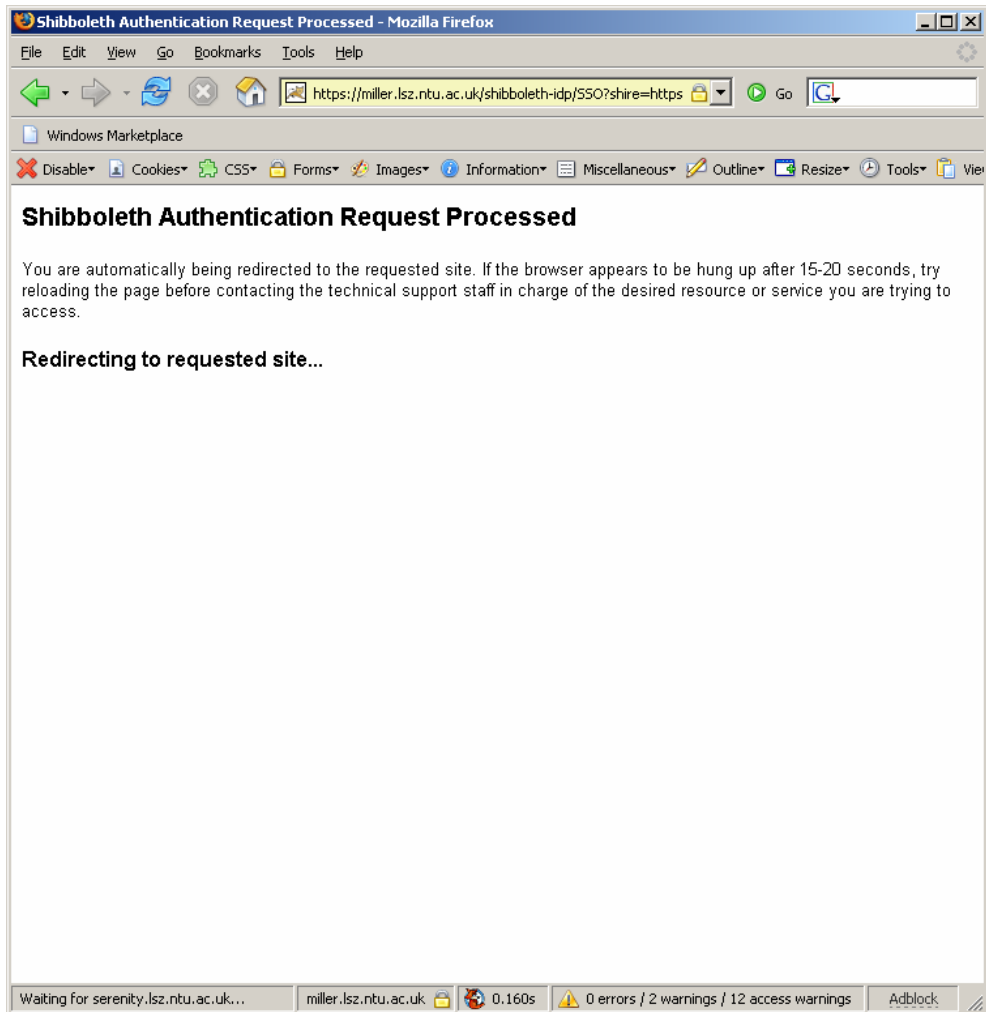 Shibboleth Authentication Request Processed - Mozilla Firefox
File Edit View Go Bookmarks Tools Help
https://miller.lsz.ntu.ac.uk/shibboleth-idp/SSO?shire=https Go G
Windows Marketplace
Disable Cookies CSS Forms Images Information Miscellaneous Outline Resize Tools Vie
Shibboleth Authentication Request Processed
You are automatically being redirected to the requested site. If the browser appears to be hung up after 15-20 seconds, try
reloading the page before contacting the technical support staff in charge of the desired resource or service you are trying to
access.
Redirecting to requested site...
Waiting for serenity.lsz.ntu.ac.uk... miller.lsz.ntu.ac.uk 0.160s 0 errors / 2 warnings / 12 access warnings Adblock